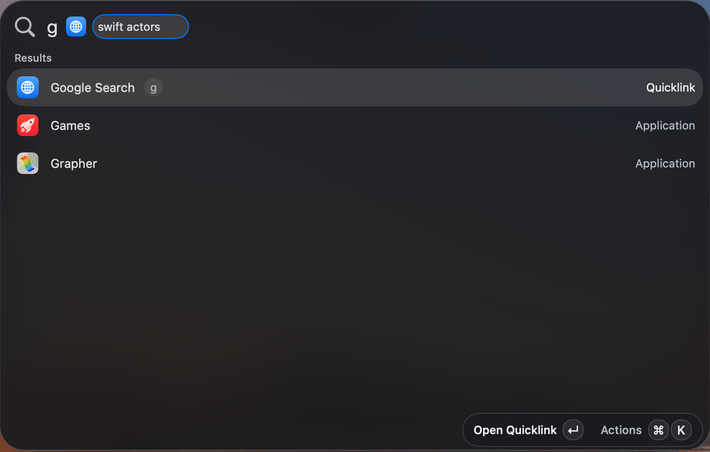 g swift actors
Results
Google Search g Quicklink
Games Application
Grapher Application
Open Quicklink ↵ Actions ⌘ K